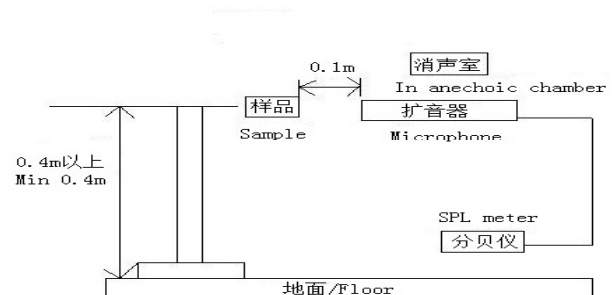 0.1m
消声室
In anechoic chamber
样品
扩音器
Sample
Microphone
0.4m以上
Min 0.4m
SPL meter
分贝仪
地面/Floor